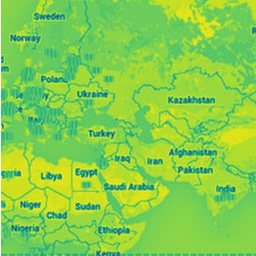 Sweden
Norway
Poland
Ukraine
Kazakhstan
Turkey
Iraq
Iran
Afghanistan
Pakistan
Libya
Egypt
Saudi Arabia
India
Niger
Chad
Sudan
Nigeria
Ethiopia
Kenya